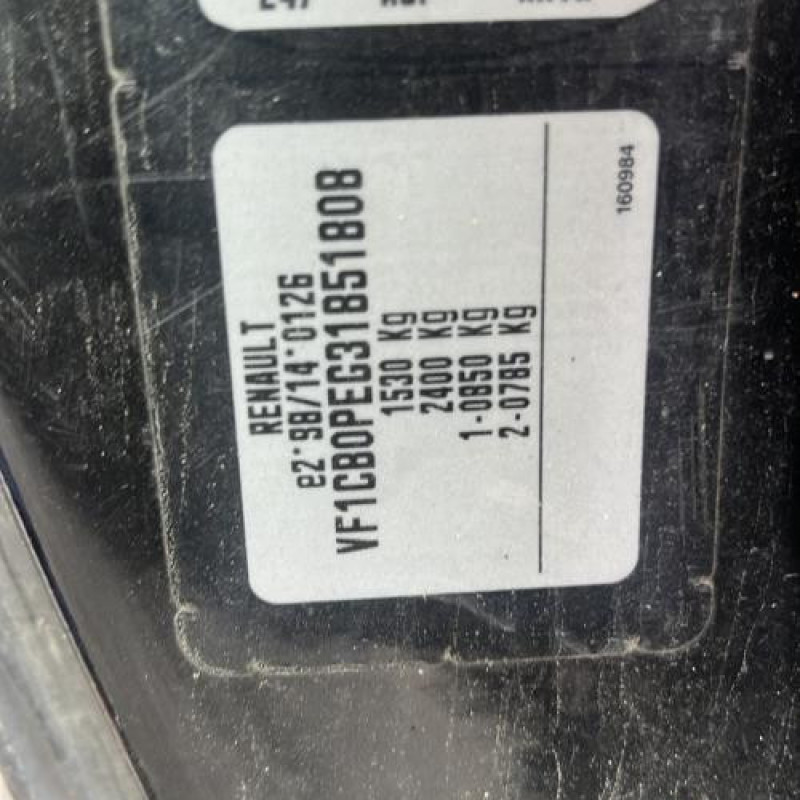 RENAULT
e2*98/14*0126
VF1CB0PEG31851808
1530 Kg
2400 Kg
1-0850 Kg
2-0785 Kg
160984